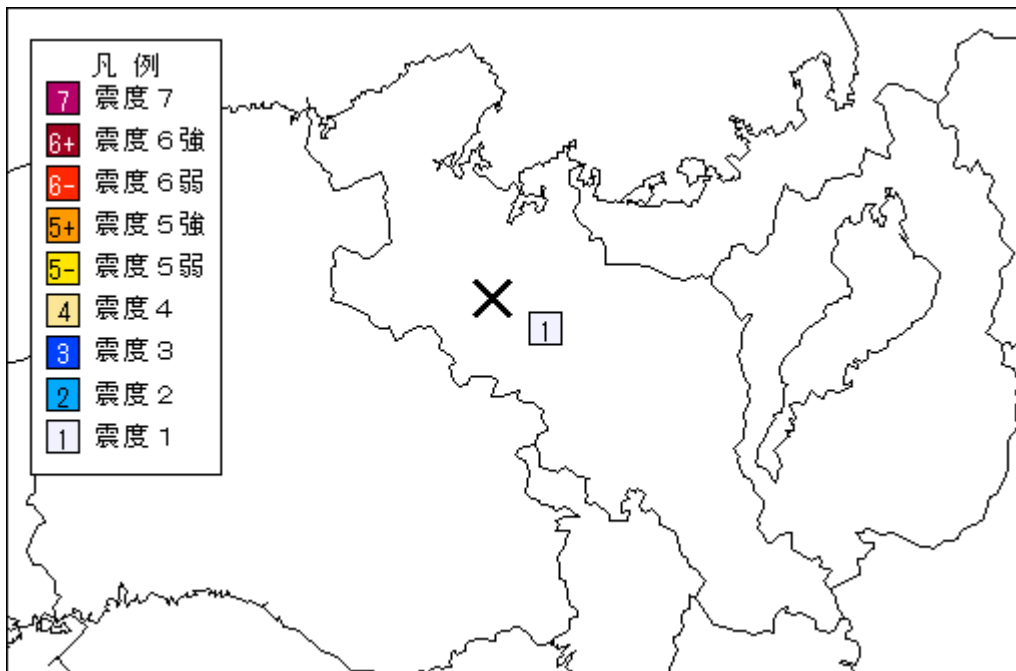 凡 例
7 震度７
6+ 震度６強
6- 震度６弱
5+ 震度５強
5- 震度５弱
4 震度４
3 震度３
2 震度２
1 震度１
1